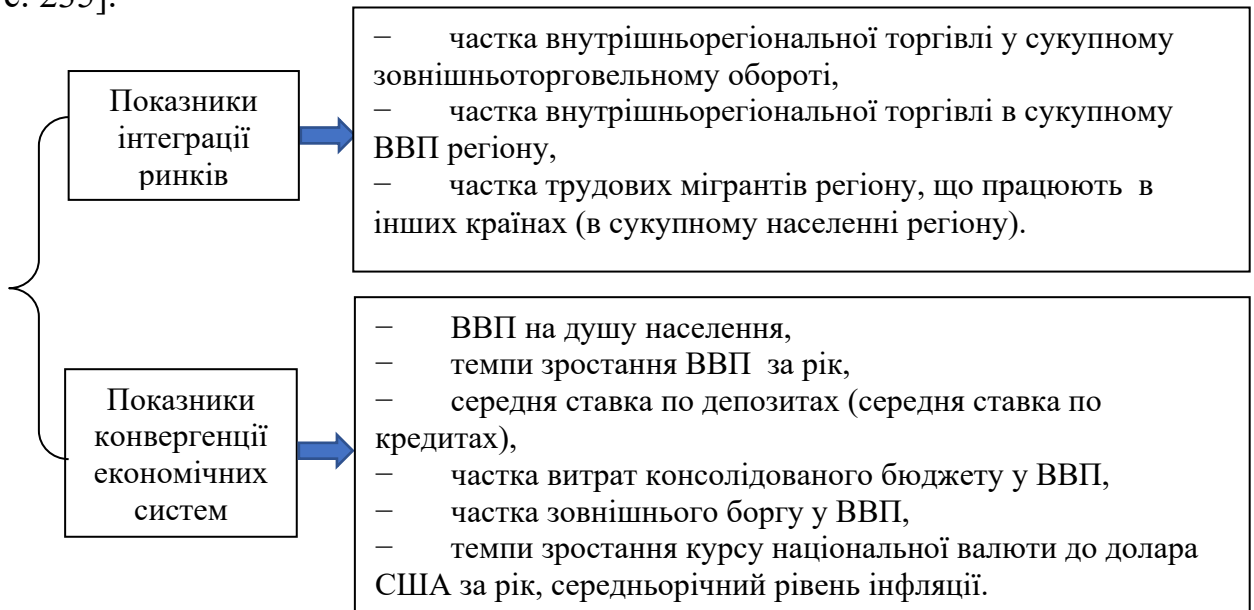 с. 235].
Показники
інтеграції
ринків
− частка внутрішньорегіональної торгівлі у сукупному
зовнішньоторговельному обороті,
− частка внутрішньорегіональної торгівлі в сукупному
ВВП регіону,
− частка трудових мігрантів регіону, що працюють в
інших країнах (в сукупному населенні регіону).
Показники
конвергенції
економічних
систем
− ВВП на душу населення,
− темпи зростання ВВП за рік,
− середня ставка по депозитах (середня ставка по
кредитах),
− частка витрат консолідованого бюджету у ВВП,
− частка зовнішнього боргу у ВВП,
− темпи зростання курсу національної валюти до долара
США за рік, середньорічний рівень інфляції.